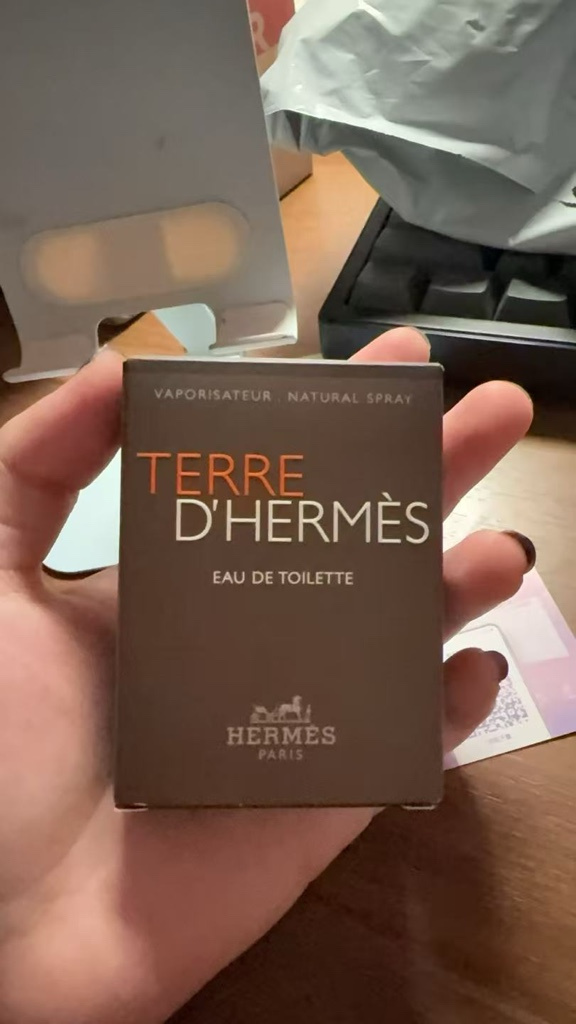 R
VAPORISATEUR . NATURAL SPRAY
TERRE
D'HERMÈS
EAU DE TOILETTE
HERMÈS
PARIS